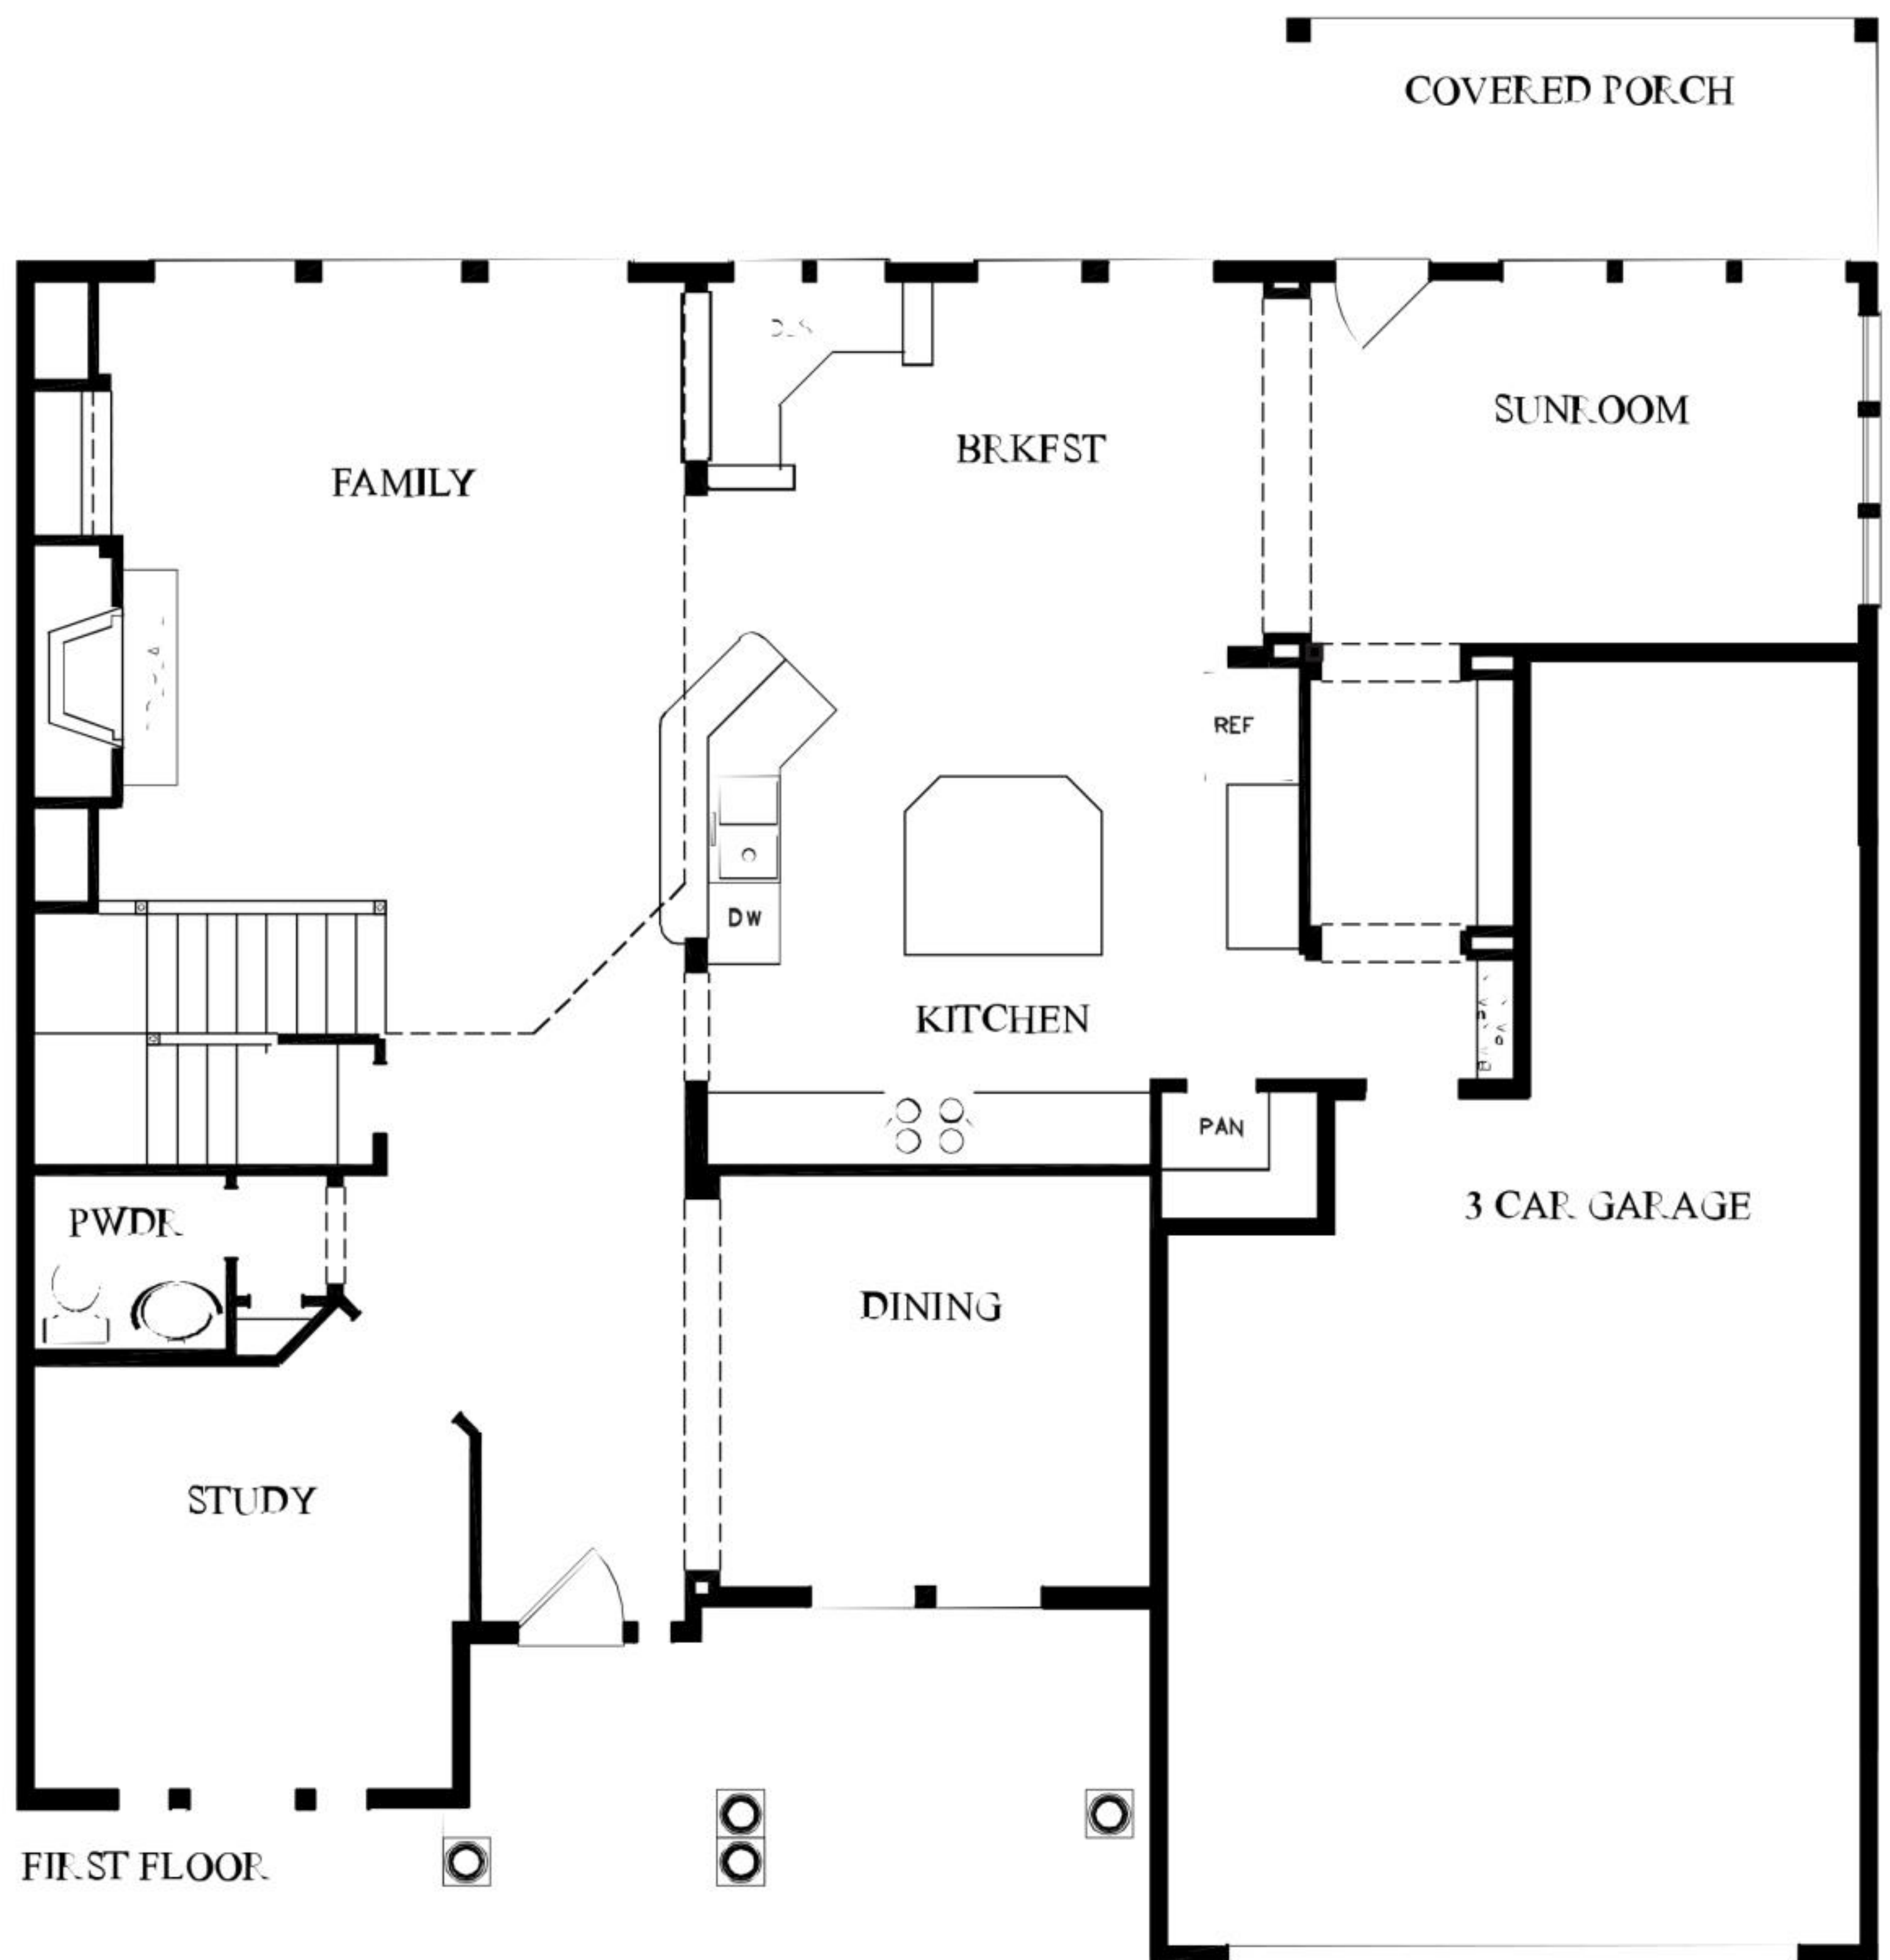 COVERED PORCH
SUNROOM
BRKFST
FAMILY
REF
DW
KITCHEN
PAN
3 CAR GARAGE
PWDR
DINING
STUDY
FIRST FLOOR